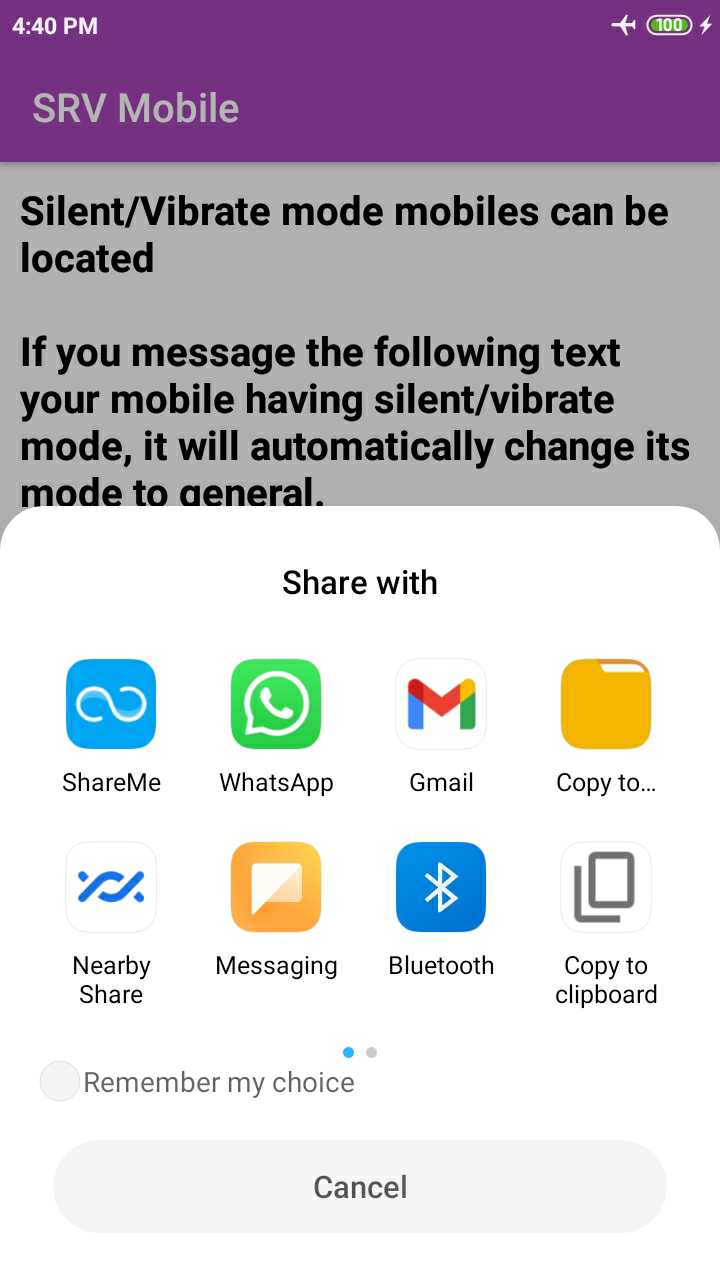 4:40 PM
100
SRV Mobile
Silent/Vibrate mode mobiles can be
located
If you message the following text
your mobile having silent/vibrate
mode, it will automatically change its
mode to general.
Share with
ShareMe
WhatsApp
Gmail
Copy to...
Nearby
Share
Messaging
Bluetooth
Copy to
clipboard
Remember my choice
Cancel